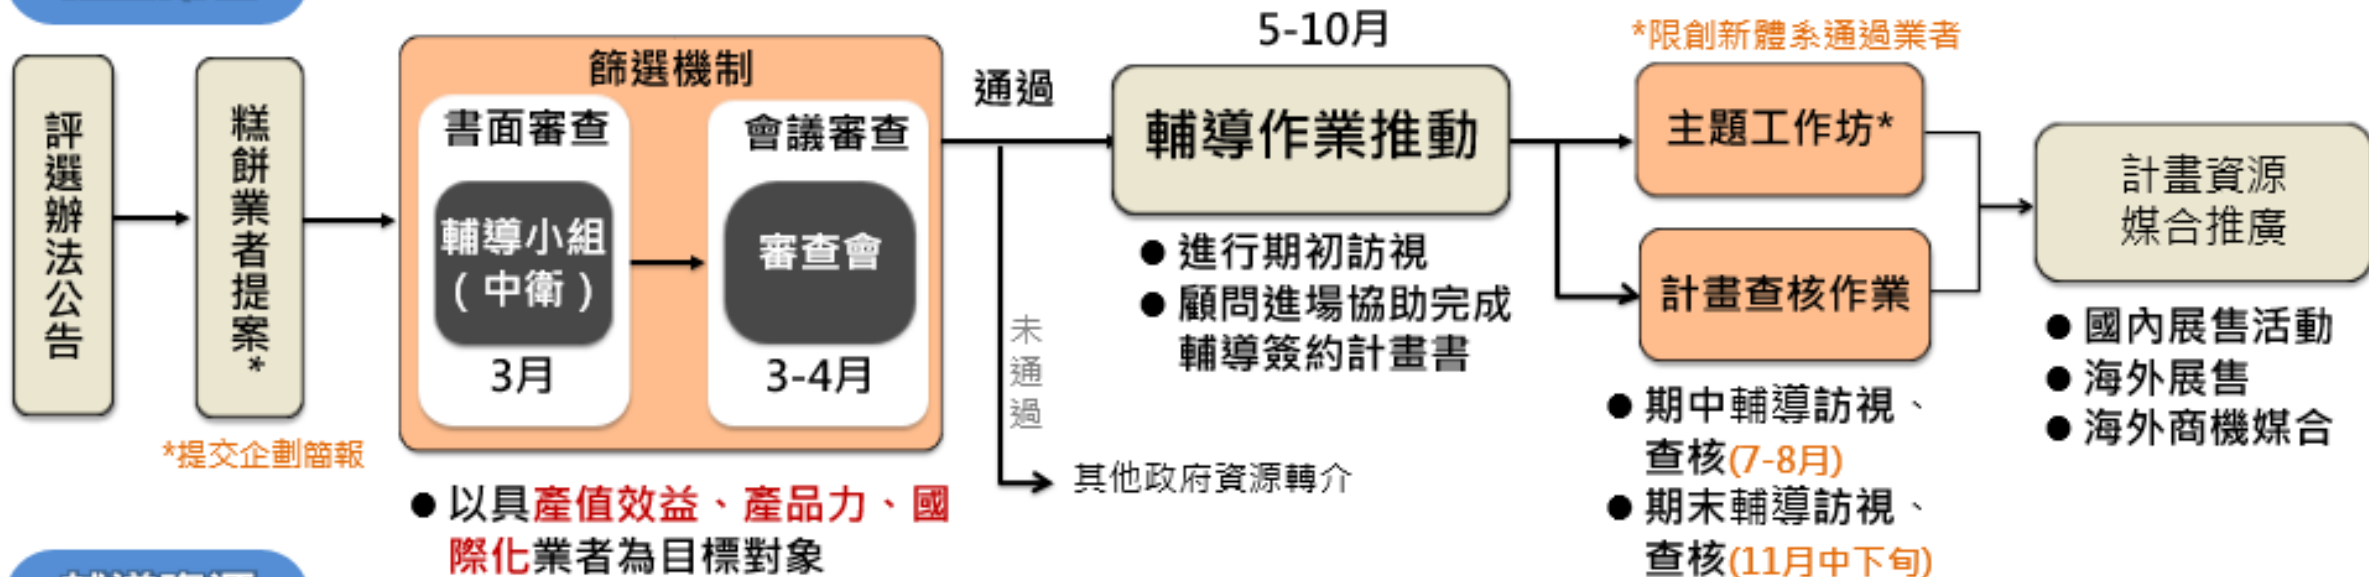 評選辦法公告
糕餅業者提案*
*提交企劃簡報
篩選機制
書面審查
輔導小組
(中衛)
3月
會議審查
審查會
3-4月
● 以具產值效益、產品力、國
際化業者為目標對象
通過
未通過
其他政府資源轉介
5-10月
輔導作業推動
● 進行期初訪視
● 顧問進場協助完成
輔導簽約計畫書
*限創新體系通過業者
主題工作坊*
計畫查核作業
● 期中輔導訪視、
查核(7-8月)
● 期末輔導訪視、
查核(11月中下旬)
計畫資源
媒合推廣
● 國內展售活動
● 海外展售
● 海外商機媒合